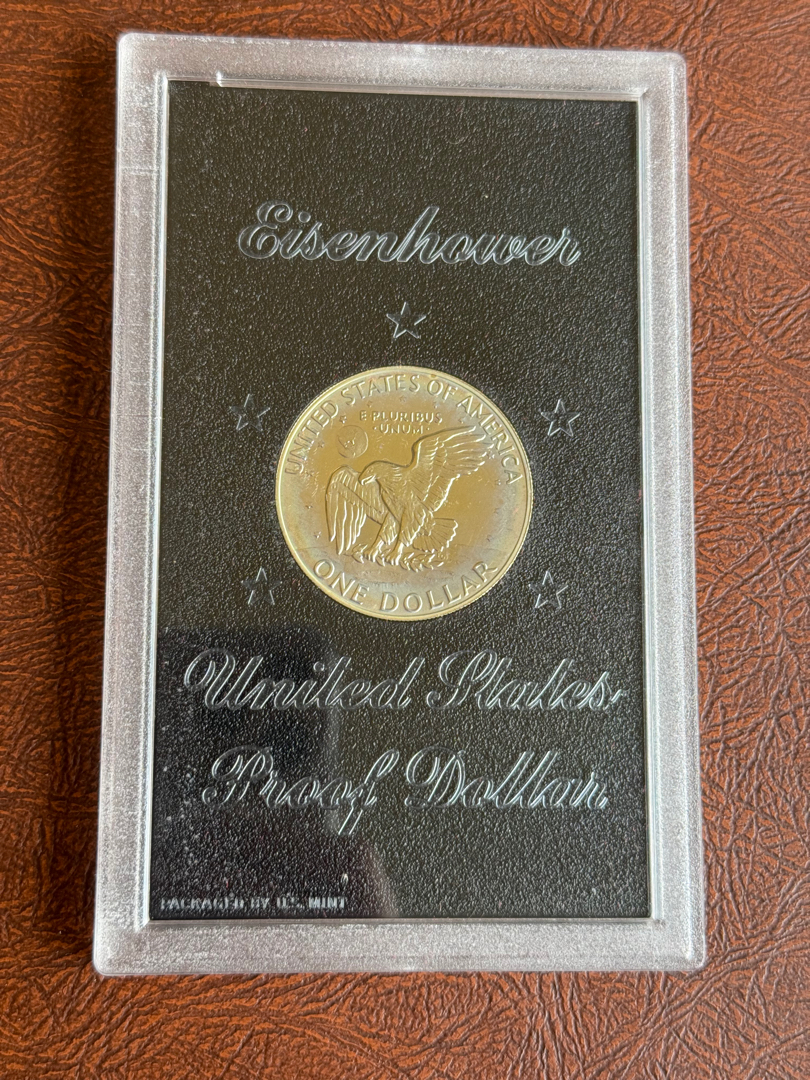 Eisenhower
UNITED STATES OF AMERICA
E PLURIBUS
·UNUM·
ONE DOLLAR
United States
Proof Dollar
PACKAGED BY U.S. MINT